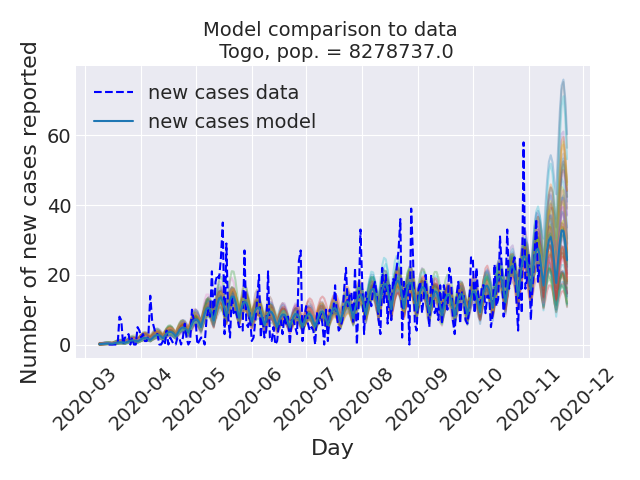 Model comparison to data
Togo, pop. = 8278737.0
Number of new cases reported
new cases data
new cases model
60
40
20
0
2020-03
2020-04
2020-05
2020-06
2020-07
2020-08
2020-09
2020-10
2020-11
2020-12
Day